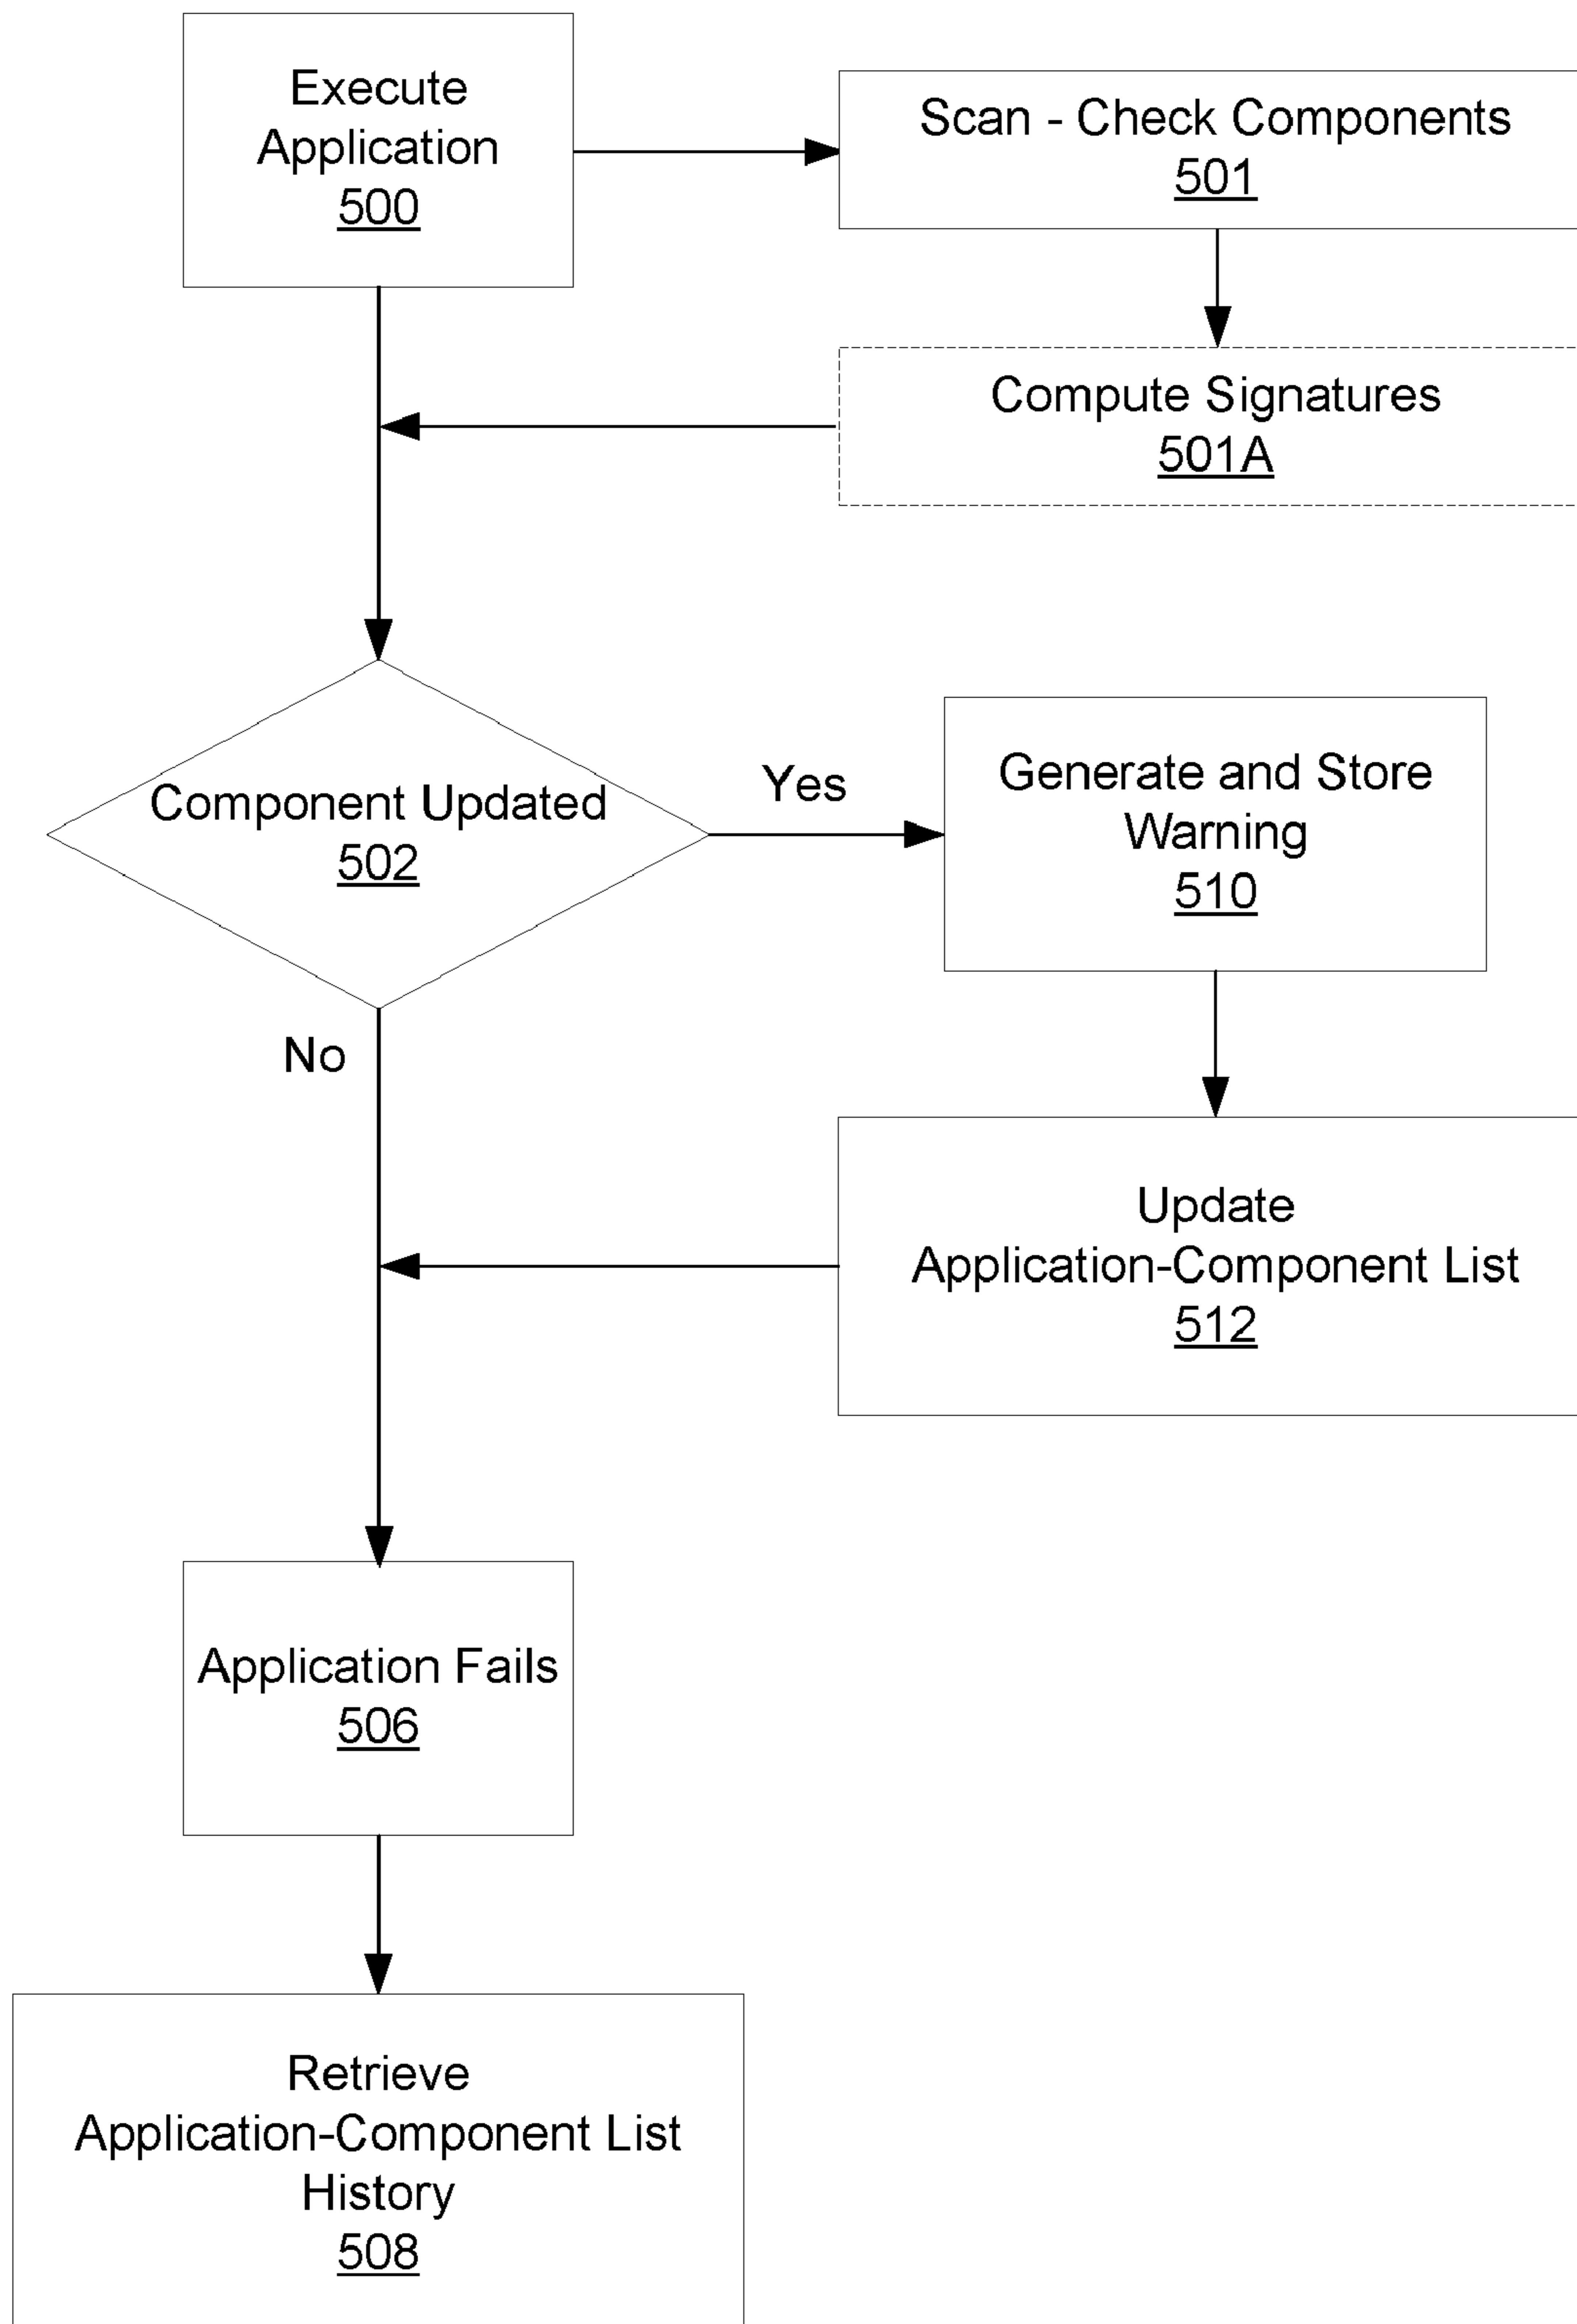 Execute
Application
500
Scan - Check Components
501
Compute Signatures
501A
Component Updated
502
Yes
Generate and Store
Warning
510
No
Update
Application-Component List
512
Application Fails
506
Retrieve
Application-Component List
History
508